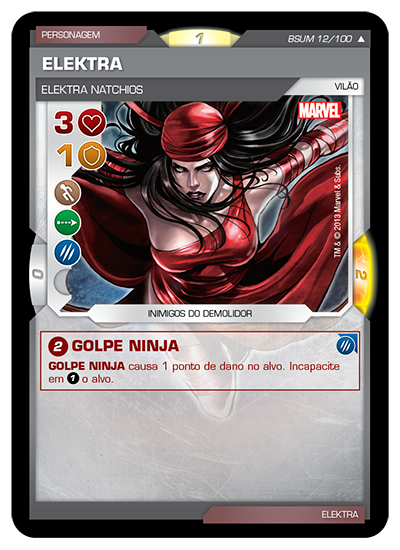 PERSONAGEM
1
BSUM 12/100 ▲
ELEKTRA
ELEKTRA NATCHIOS
VILÃO
3
MARVEL
1
TM & © 2013 Marvel & Subs.
0
2
INIMIGOS DO DEMOLIDOR
2 GOLPE NINJA
GOLPE NINJA causa 1 ponto de dano no alvo. Incapacite
em 1 o alvo.
ELEKTRA